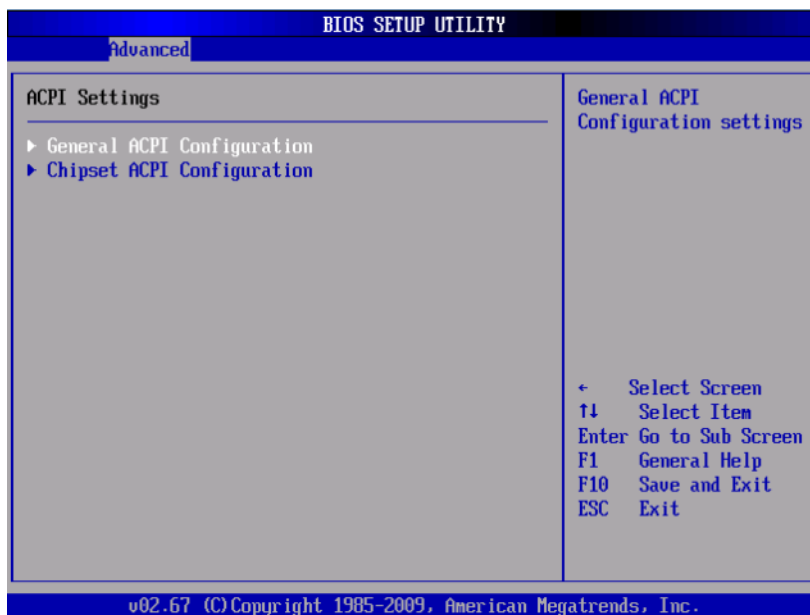 BIOS SETUP UTILITY
Advanced
ACPI Settings
▶ General ACPI Configuration
▶ Chipset ACPI Configuration
General ACPI
Configuration settings
← Select Screen
↑↓ Select Item
Enter Go to Sub Screen
F1 General Help
F10 Save and Exit
ESC Exit
v02.67 (C)Copyright 1985-2009, American Megatrends, Inc.